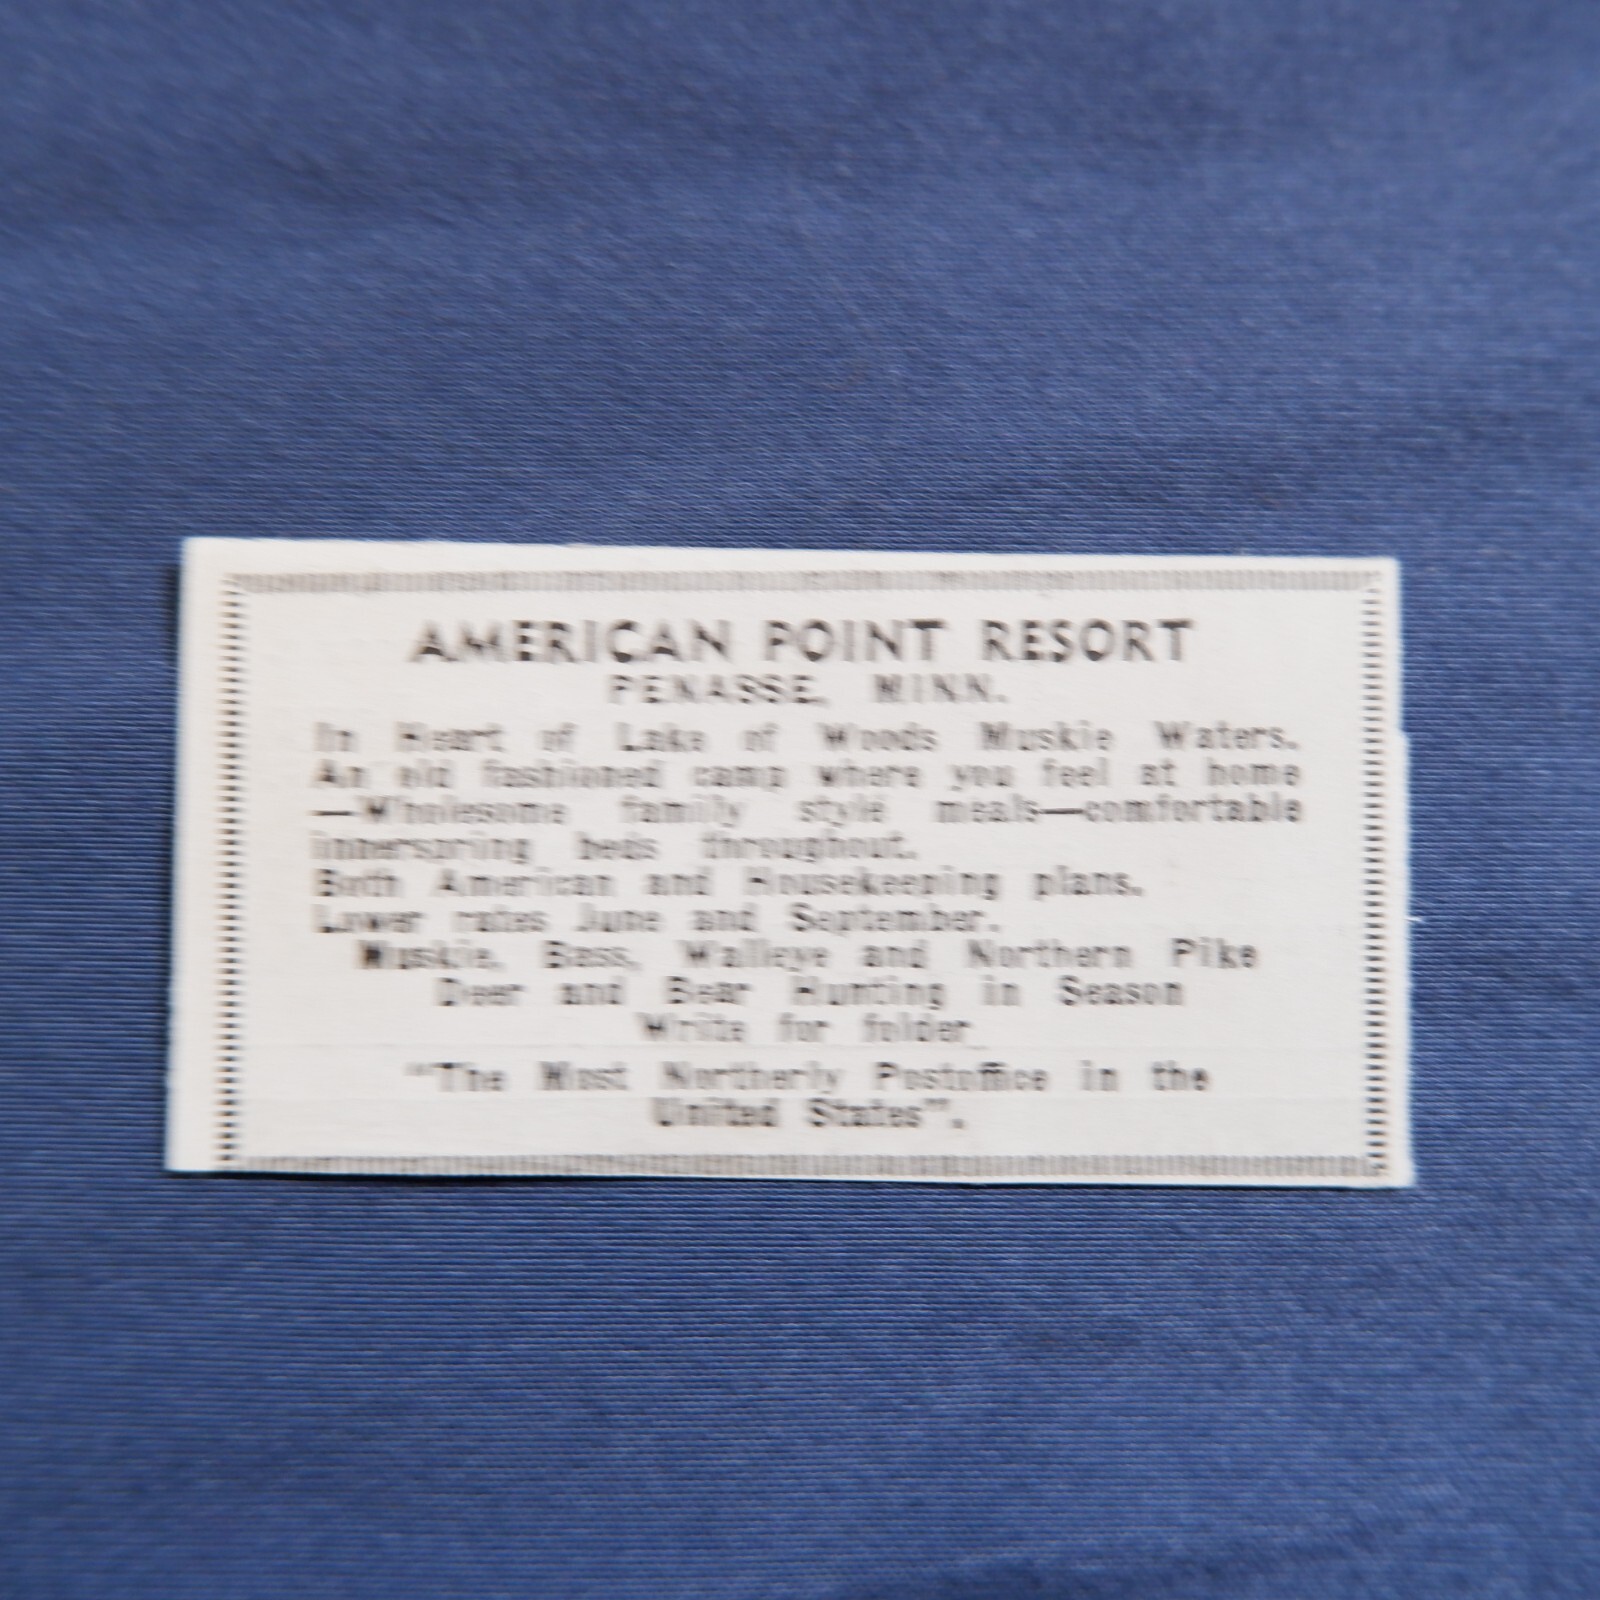 AMERICAN POINT RESORT
PENASSE, MINN.
In Heart of Lake of Woods Muskie Waters.
An old fashioned camp where you feel at home
—Wholesome family style meals—comfortable
innerspring beds throughout.
Both American and Housekeeping plans.
Lower rates June and September.
Muskie, Bass, Walleye and Northern Pike
Deer and Bear Hunting in Season
Write for folder
"The Most Northerly Postoffice in the
United States".